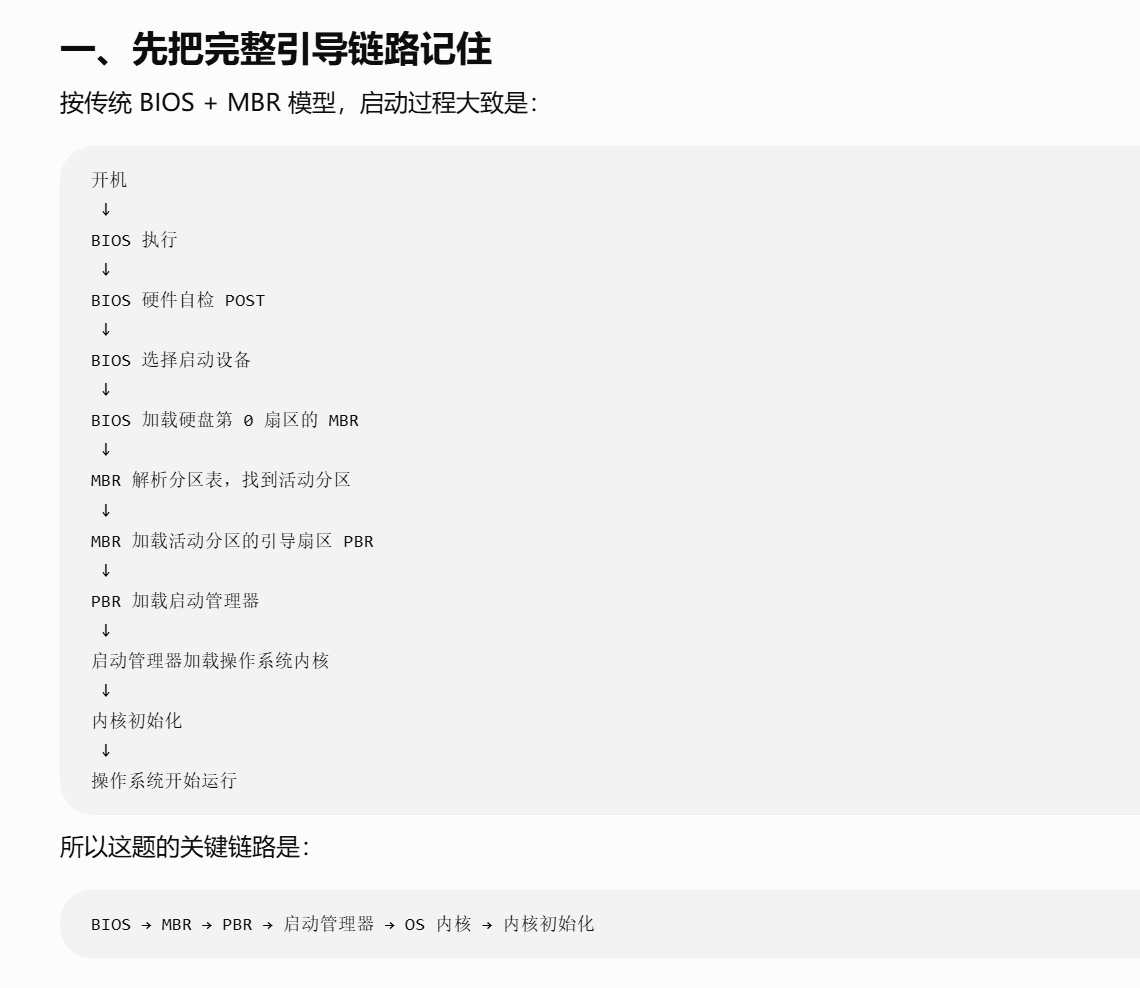 一、先把完整引导链路记住
按传统 BIOS + MBR 模型，启动过程大致是：
开机
↓
BIOS 执行
↓
BIOS 硬件自检 POST
↓
BIOS 选择启动设备
↓
BIOS 加载硬盘第 0 扇区的 MBR
↓
MBR 解析分区表，找到活动分区
↓
MBR 加载活动分区的引导扇区 PBR
↓
PBR 加载启动管理器
↓
启动管理器加载操作系统内核
↓
内核初始化
↓
操作系统开始运行
所以这题的关键链路是：
BIOS → MBR → PBR → 启动管理器 → OS 内核 → 内核初始化